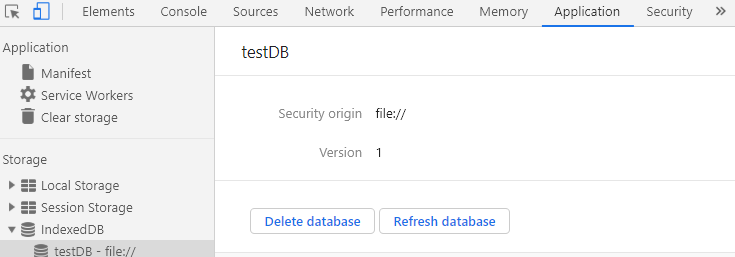 Elements Console Sources Network Performance Memory Application Security »
Application
Manifest
Service Workers
Clear storage
Storage
Local Storage
Session Storage
IndexedDB
testDB - file://
testDB
Security origin file://
Version 1
Delete database Refresh database